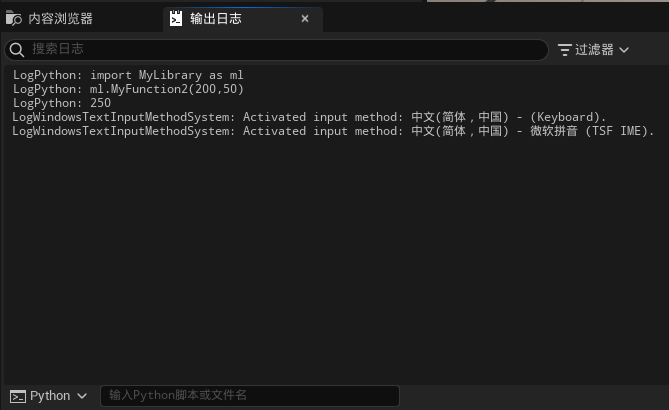 内容浏览器
输出日志
搜索日志
过滤器
LogPython: import MyLibrary as ml
LogPython: ml.MyFunction2(200,50)
LogPython: 250
LogWindowsTextInputMethodSystem: Activated input method: 中文(简体，中国) - (Keyboard).
LogWindowsTextInputMethodSystem: Activated input method: 中文(简体，中国) - 微软拼音 (TSF IME).
Python
输入Python脚本或文件名